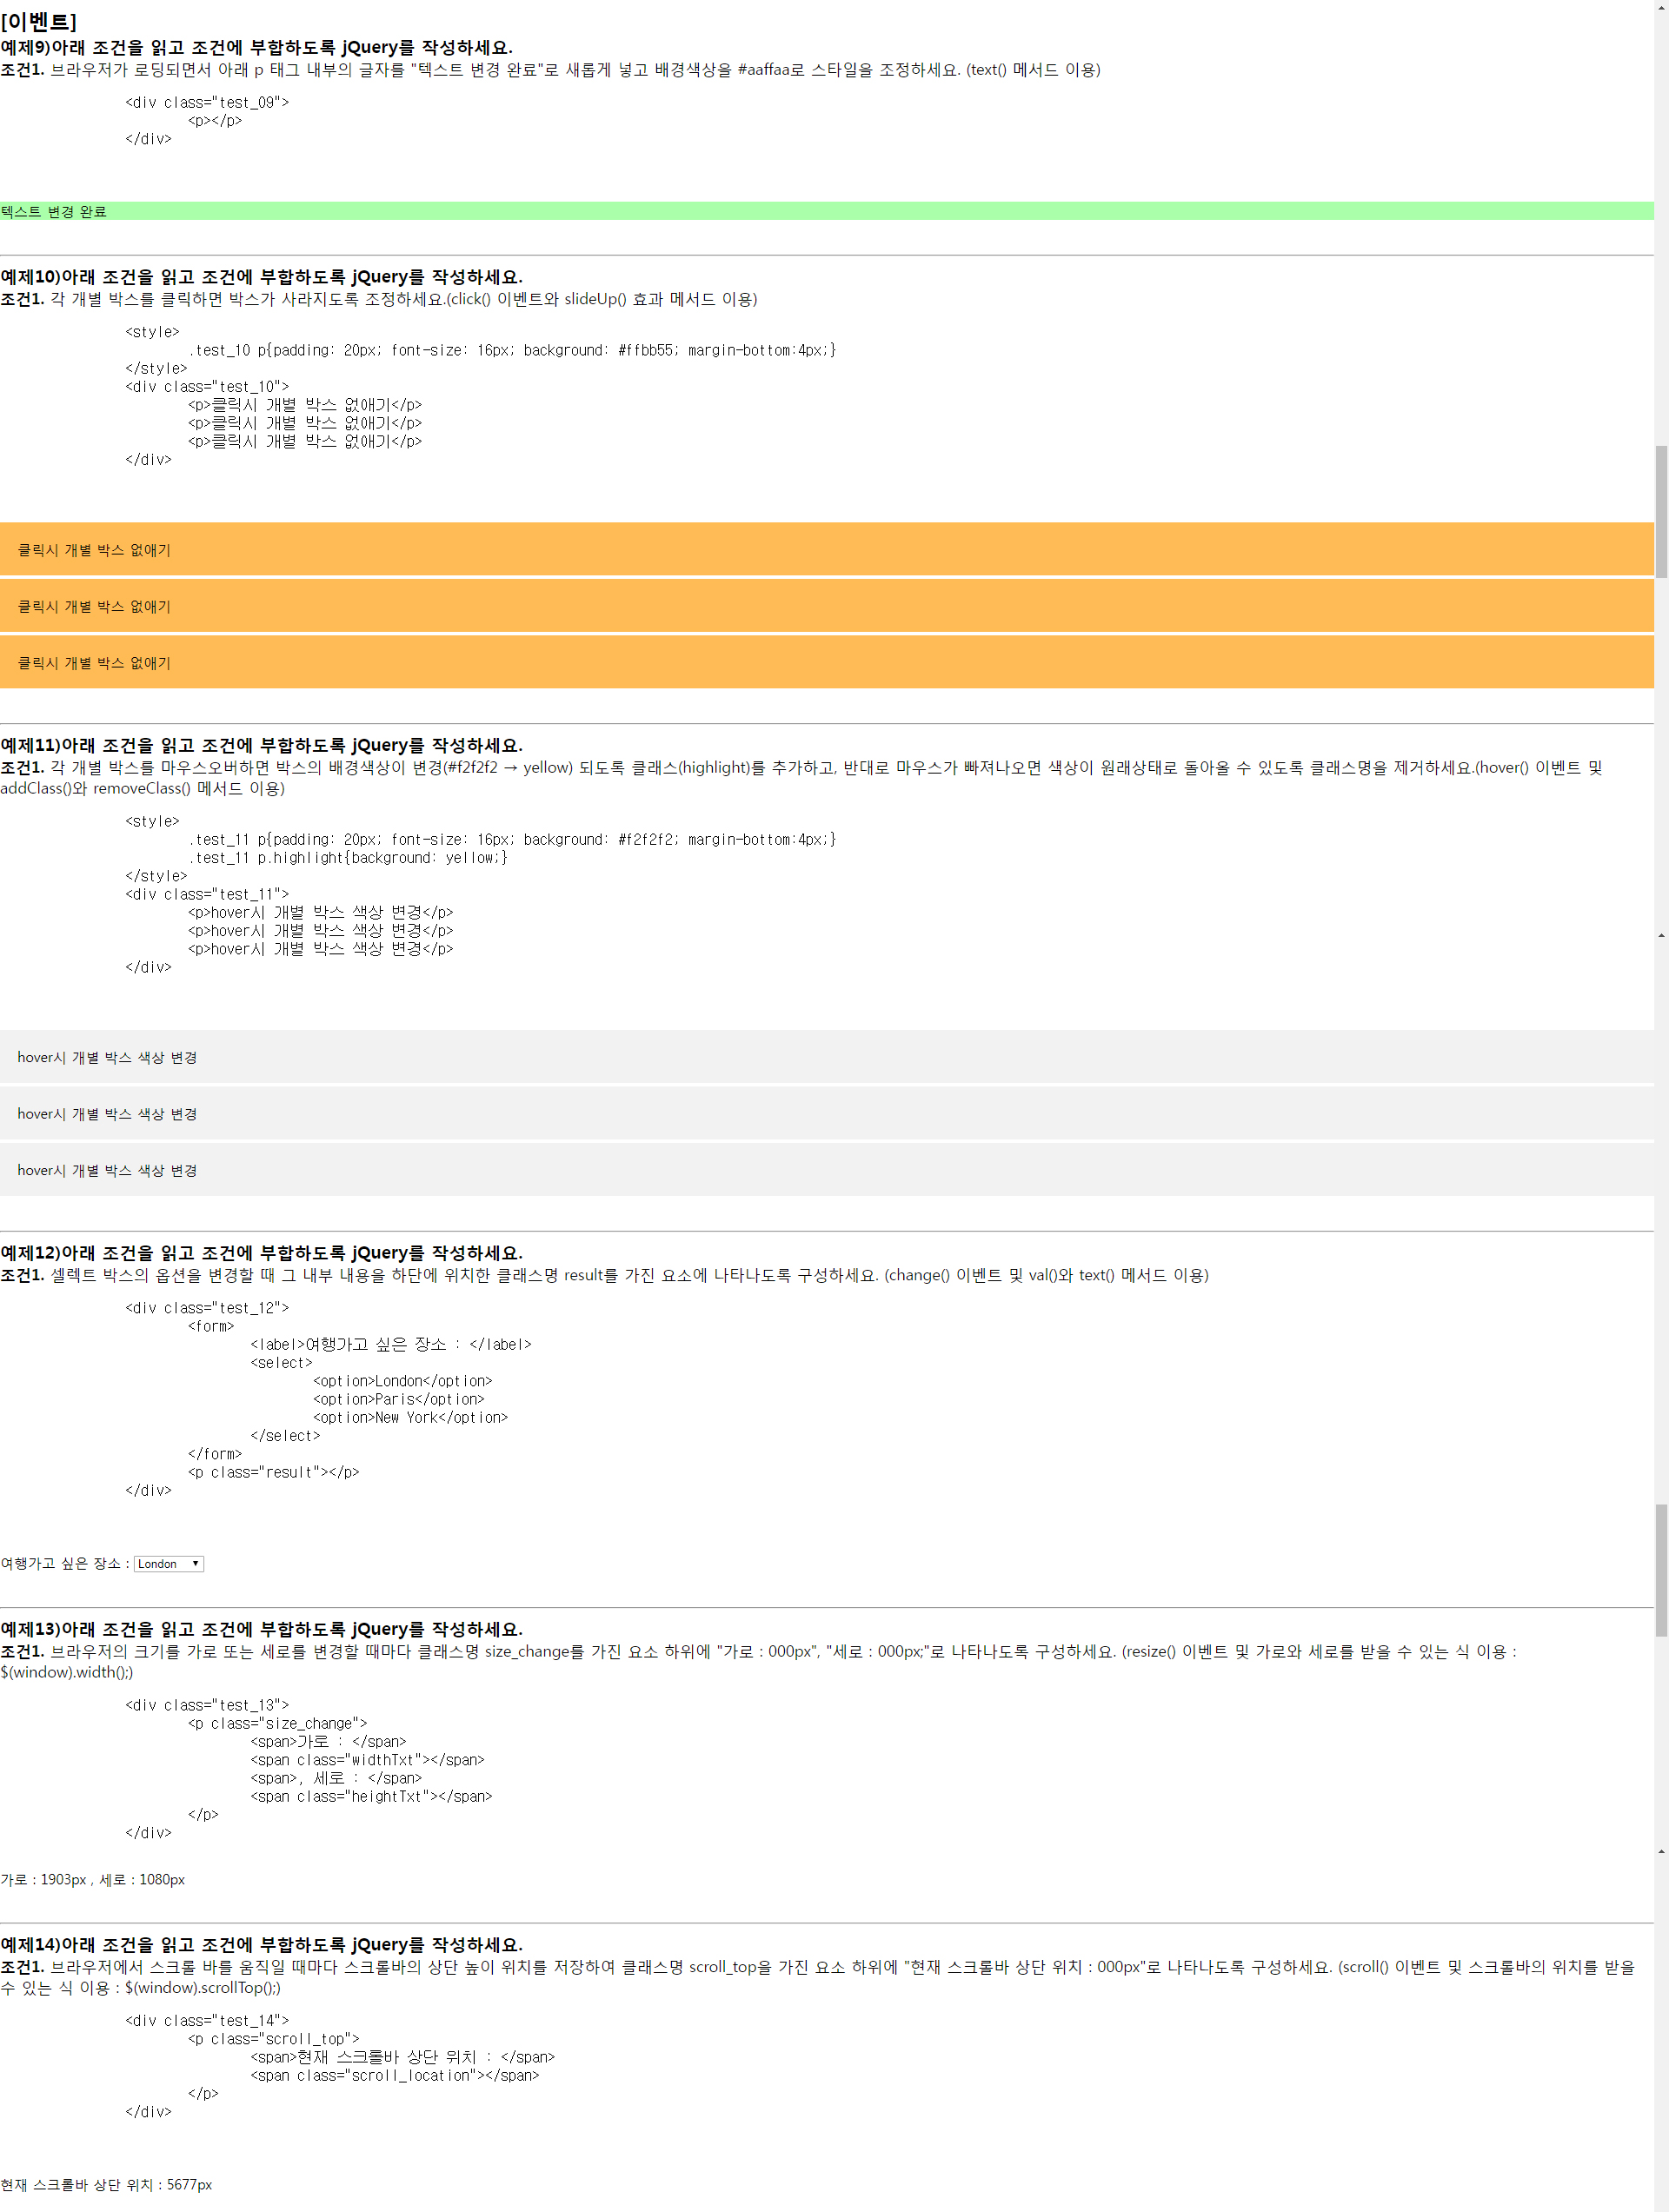 [이벤트]
예제9)아래 조건을 읽고 조건에 부합하도록 jQuery를 작성하세요.
조건1. 브라우저가 로딩되면서 아래 p 태그 내부의 글자를 "텍스트 변경 완료"로 새롭게 넣고 배경색상을 #aaffaa로 스타일을 조정하세요. (text() 메서드 이용)
<div class="test_09">
<p></p>
</div>
텍스트 변경 완료
예제10)아래 조건을 읽고 조건에 부합하도록 jQuery를 작성하세요.
조건1. 각 개별 박스를 클릭하면 박스가 사라지도록 조정하세요.(click() 이벤트와 slideUp() 효과 메서드 이용)
<style>
.test_10 p{padding: 20px; font-size: 16px; background: #ffbb55; margin-bottom:4px;}
</style>
<div class="test_10">
<p>클릭시 개별 박스 없애기</p>
<p>클릭시 개별 박스 없애기</p>
<p>클릭시 개별 박스 없애기</p>
</div>
클릭시 개별 박스 없애기
클릭시 개별 박스 없애기
클릭시 개별 박스 없애기
예제11)아래 조건을 읽고 조건에 부합하도록 jQuery를 작성하세요.
조건1. 각 개별 박스를 마우스오버하면 박스의 배경색상이 변경(#f2f2f2 → yellow) 되도록 클래스(highlight)를 추가하고, 반대로 마우스가 빠져나오면 색상이 원래상태로 돌아올 수 있도록 클래스명을 제거하세요.(hover() 이벤트 및
addClass()와 removeClass() 메서드 이용)
<style>
.test_11 p{padding: 20px; font-size: 16px; background: #f2f2f2; margin-bottom:4px;}
.test_11 p.highlight{background: yellow;}
</style>
<div class="test_11">
<p>hover시 개별 박스 색상 변경</p>
<p>hover시 개별 박스 색상 변경</p>
<p>hover시 개별 박스 색상 변경</p>
</div>
hover시 개별 박스 색상 변경
hover시 개별 박스 색상 변경
hover시 개별 박스 색상 변경
예제12)아래 조건을 읽고 조건에 부합하도록 jQuery를 작성하세요.
조건1. 셀렉트 박스의 옵션을 변경할 때 그 내부 내용을 하단에 위치한 클래스명 result를 가진 요소에 나타나도록 구성하세요. (change() 이벤트 및 val()와 text() 메서드 이용)
<div class="test_12">
<form>
<label>여행가고 싶은 장소 : </label>
<select>
<option>London</option>
<option>Paris</option>
<option>New York</option>
</select>
</form>
<p class="result"></p>
</div>
여행가고 싶은 장소 : London
예제13)아래 조건을 읽고 조건에 부합하도록 jQuery를 작성하세요.
조건1. 브라우저의 크기를 가로 또는 세로를 변경할 때마다 클래스명 size_change를 가진 요소 하위에 "가로 : 000px", "세로 : 000px;"로 나타나도록 구성하세요. (resize() 이벤트 및 가로와 세로를 받을 수 있는 식 이용 :
$(window).width();)
<div class="test_13">
<p class="size_change">
<span>가로 : </span>
<span class="widthTxt"></span>
<span>, 세로 : </span>
<span class="heightTxt"></span>
</p>
</div>
가로 : 1903px , 세로 : 1080px
예제14)아래 조건을 읽고 조건에 부합하도록 jQuery를 작성하세요.
조건1. 브라우저에서 스크롤 바를 움직일 때마다 스크롤바의 상단 높이 위치를 저장하여 클래스명 scroll_top을 가진 요소 하위에 "현재 스크롤바 상단 위치 : 000px"로 나타나도록 구성하세요. (scroll() 이벤트 및 스크롤바의 위치를 받을
수 있는 식 이용 : $(window).scrollTop();)
<div class="test_14">
<p class="scroll_top">
<span>현재 스크롤바 상단 위치 : </span>
<span class="scroll_location"></span>
</p>
</div>
현재 스크롤바 상단 위치 : 5677px